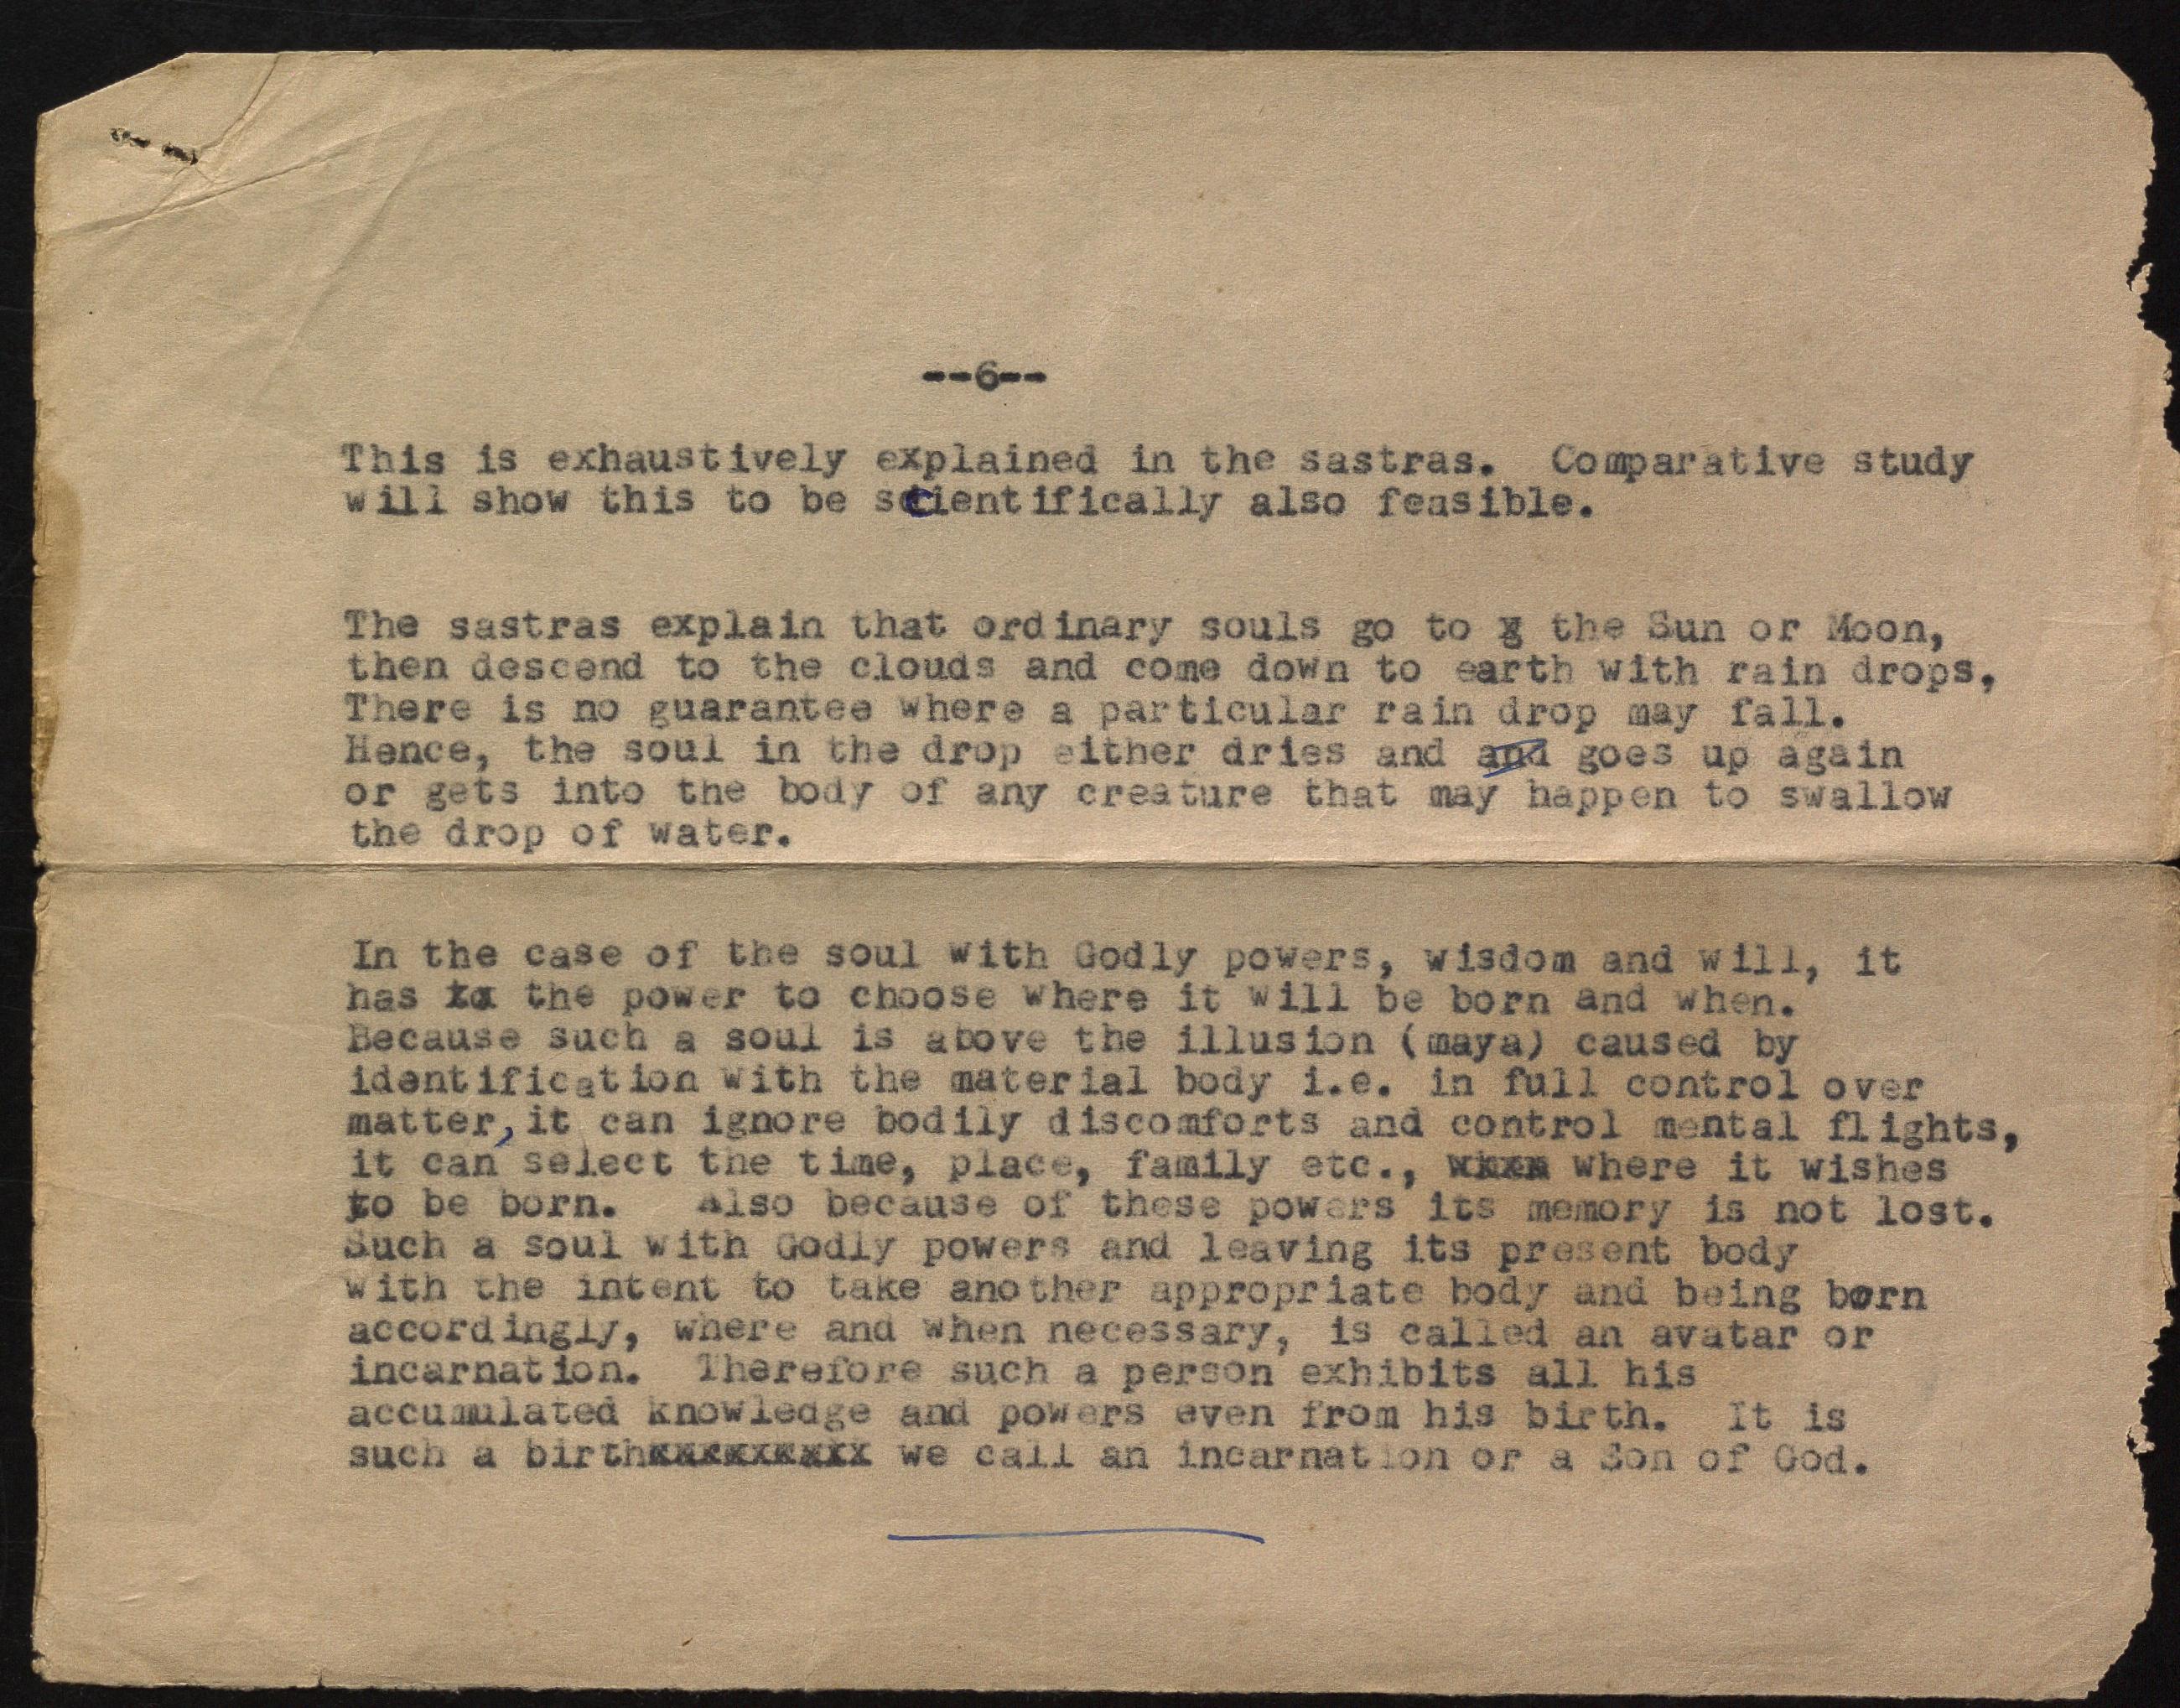 --6--
This is exhaustively explained in the sastras. Comparative study
will show this to be scientifically also feasible.
The sastras explain that ordinary souls go to the Sun or Moon,
then descend to the clouds and come down to earth with rain drops,
There is no guarantee where a particular rain drop may fall.
Hence, the soul in the drop either dries and and goes up again
or gets into the body of any creature that may happen to swallow
the drop of water.
In the case of the soul with Godly powers, wisdom and will, it
has the power to choose where it will be born and when.
Because such a soul is above the illusion (maya) caused by
identification with the material body i.e. in full control over
matter, it can ignore bodily discomforts and control mental flights,
it can select the time, place, family etc., where it wishes
to be born. Also because of these powers its memory is not lost.
Such a soul with Godly powers and leaving its present body
with the intent to take another appropriate body and being born
accordingly, where and when necessary, is called an avatar or
incarnation. Therefore such a person exhibits all his
accumulated knowledge and powers even from his birth. It is
such a birth we call an incarnation or a Son of God.